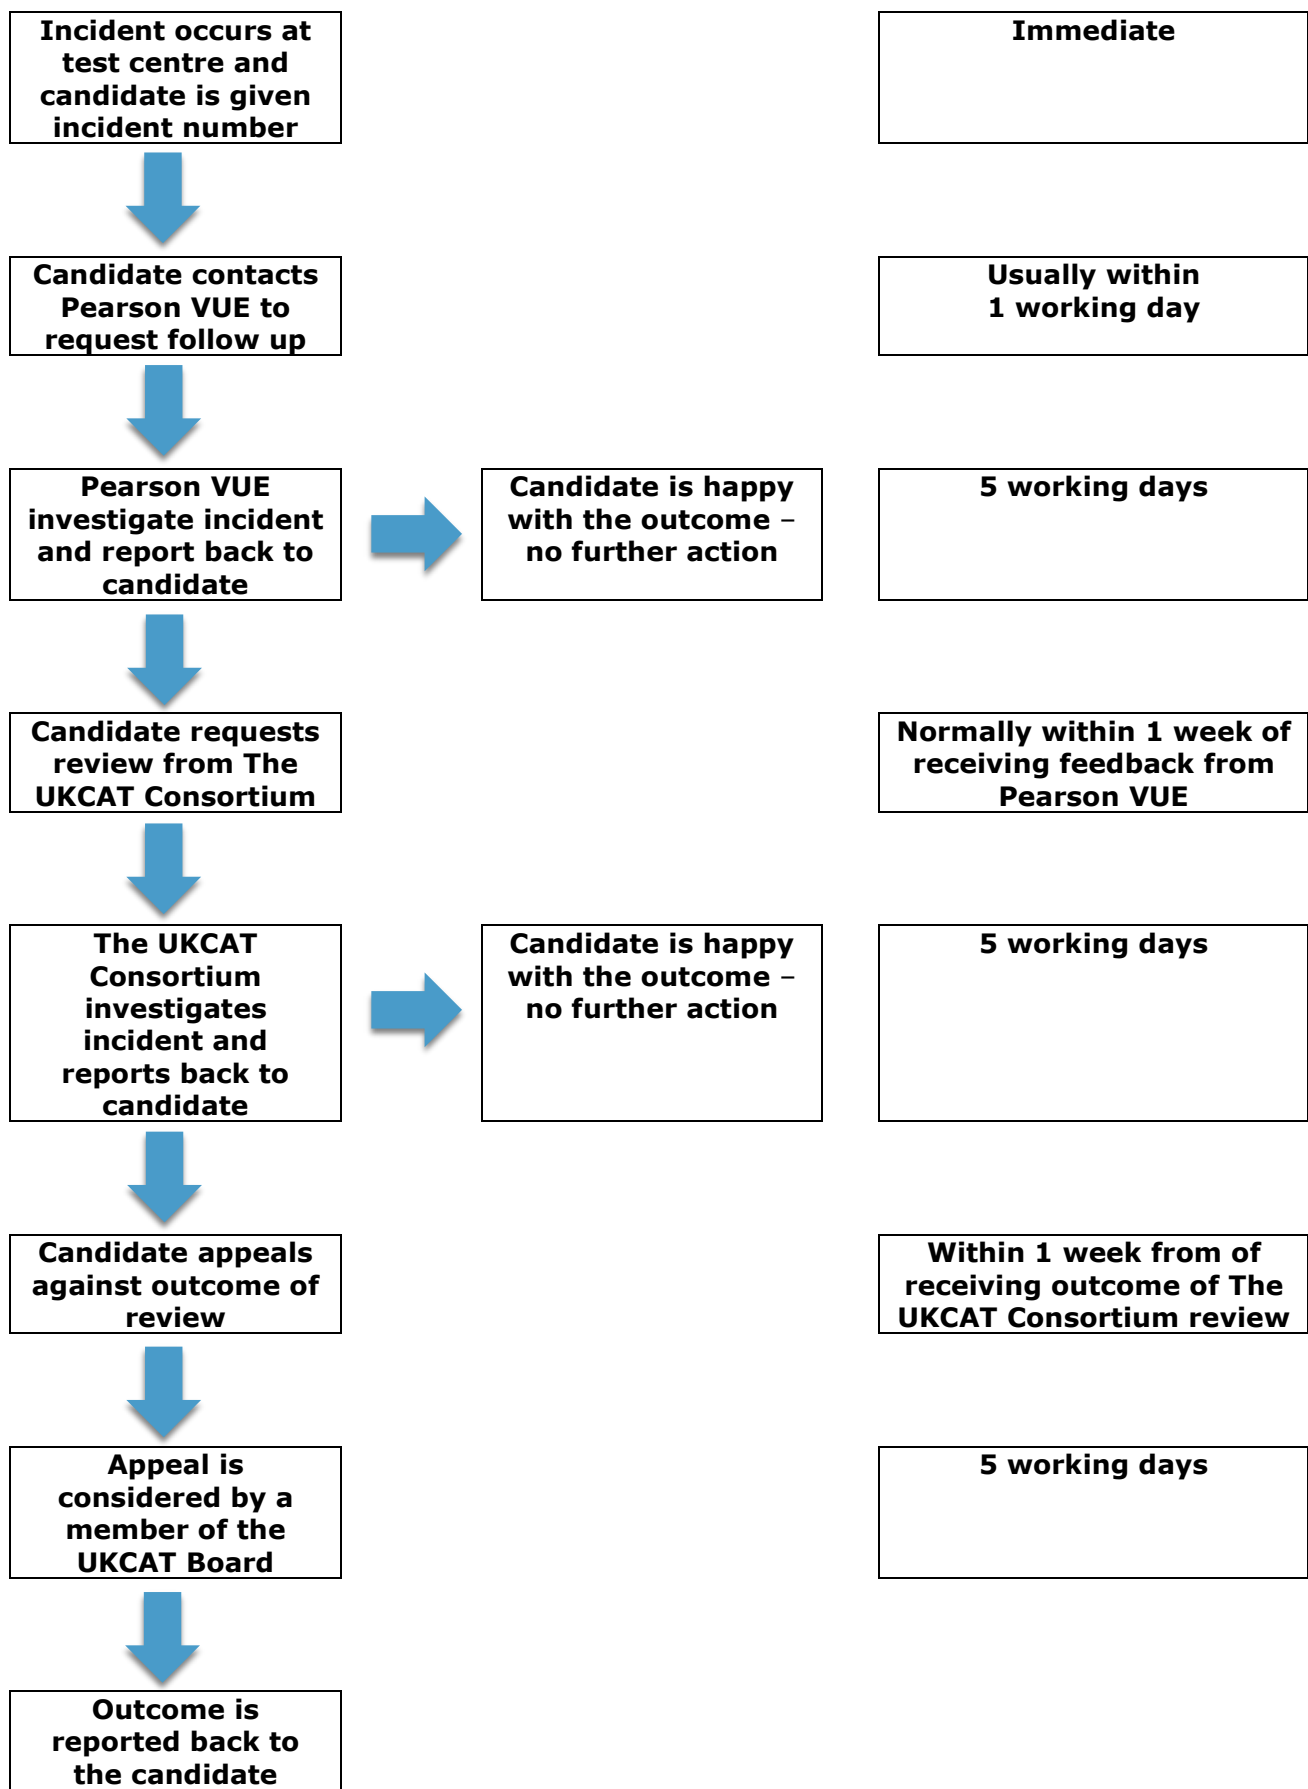 Incident occurs at
test centre and
candidate is given
incident number
Immediate
Candidate contacts
Pearson VUE to
request follow up
Usually within
1 working day
Pearson VUE
investigate incident
and report back to
candidate
Candidate is happy
with the outcome –
no further action
5 working days
Candidate requests
review from The
UKCAT Consortium
Normally within 1 week of
receiving feedback from
Pearson VUE
The UKCAT
Consortium
investigates
incident and
reports back to
candidate
Candidate is happy
with the outcome –
no further action
5 working days
Candidate appeals
against outcome of
review
Within 1 week from of
receiving outcome of The
UKCAT Consortium review
Appeal is
considered by a
member of the
UKCAT Board
5 working days
Outcome is
reported back to
the candidate